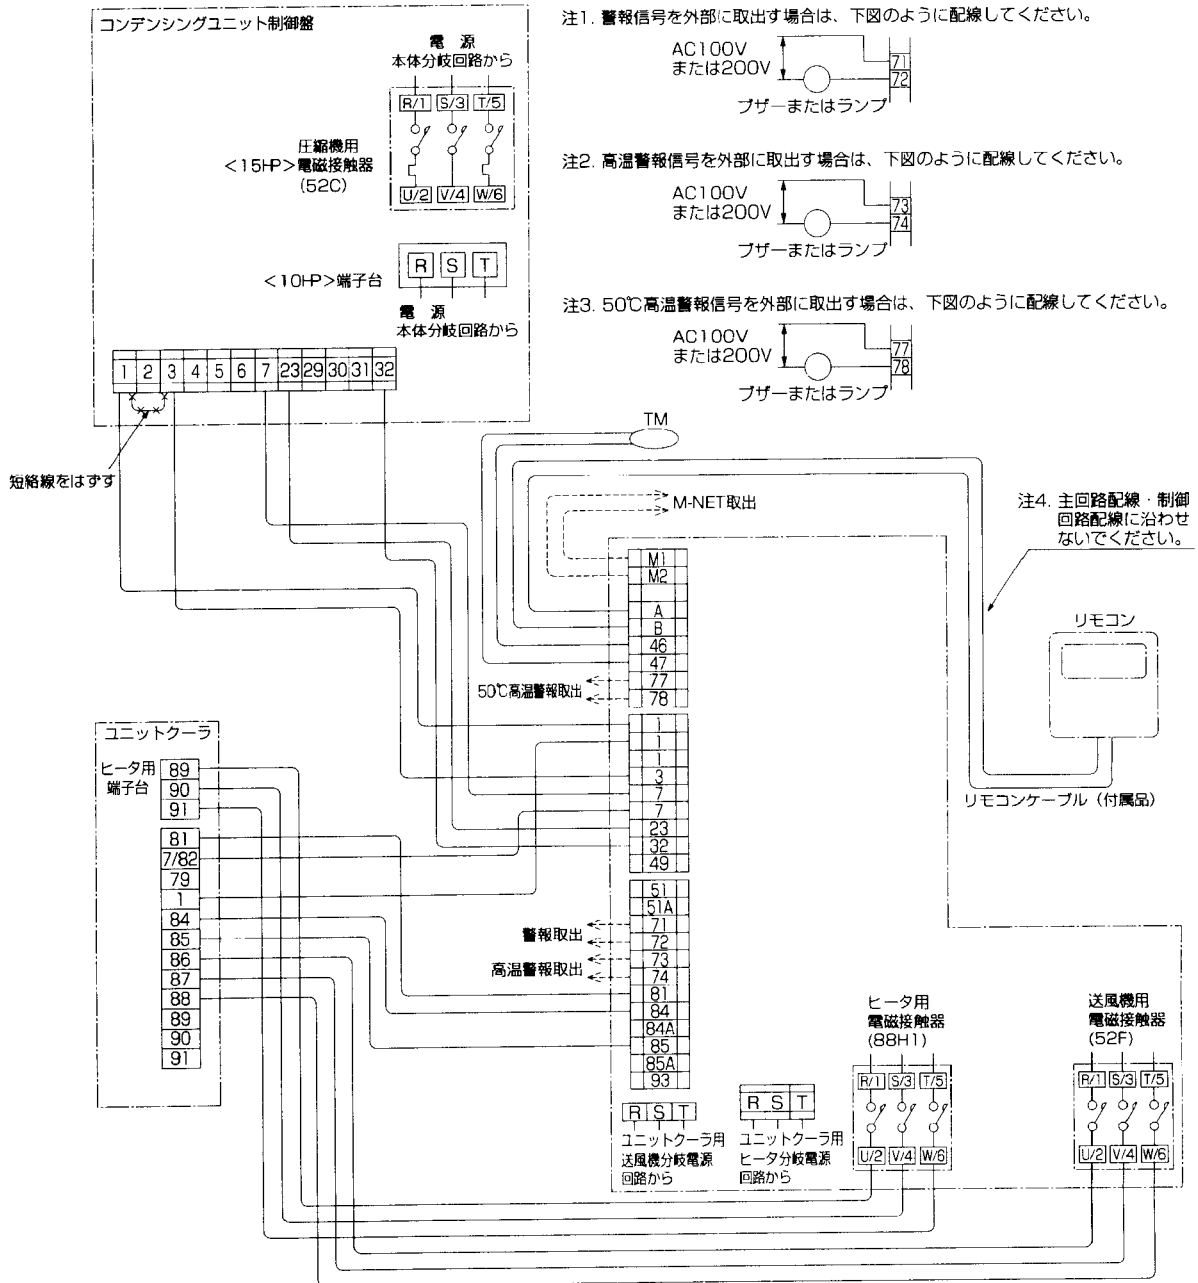 コンデンシングユニット制御盤
電 源
本体分岐回路から
R/1 S/3 T/5
圧縮機用
<15HP>電磁接触器
(52C)
U/2 V/4 W/6
<10HP>端子台
R S T
電 源
本体分岐回路から
1 2 3 4 5 6 7 23 29 30 31 32
短絡線をはずす
注1. 警報信号を外部に取出す場合は、下図のように配線してください。
AC100V
または200V
71
72
ブザーまたはランプ
注2. 高温警報信号を外部に取出す場合は、下図のように配線してください。
AC100V
または200V
73
74
ブザーまたはランプ
注3. 50℃高温警報信号を外部に取出す場合は、下図のように配線してください。
AC100V
または200V
77
78
ブザーまたはランプ
TM
M-NET取出
注4. 主回路配線・制御
回路配線に沿わせ
ないでください。
リモコン
リモコンケーブル(付属品)
M1
M2
A
B
46
47
77
78
50℃高温警報取出
1
1
1
3
7
7
23
32
49
51
51A
71
72
73
74
81
84
84A
85
85A
93
警報取出
高温警報取出
ユニットクーラ
ヒータ用
端子台
89
90
91
81
7/82
79
1
84
85
86
87
88
89
90
91
R S T
ユニットクーラ用
送風機分岐電源
回路から
R S T
ユニットクーラ用
ヒータ分岐電源
回路から
ヒータ用
電磁接触器
(88H1)
R/1 S/3 T/5
U/2 V/4 W/6
送風機用
電磁接触器
(52F)
R/1 S/3 T/5
U/2 V/4 W/6